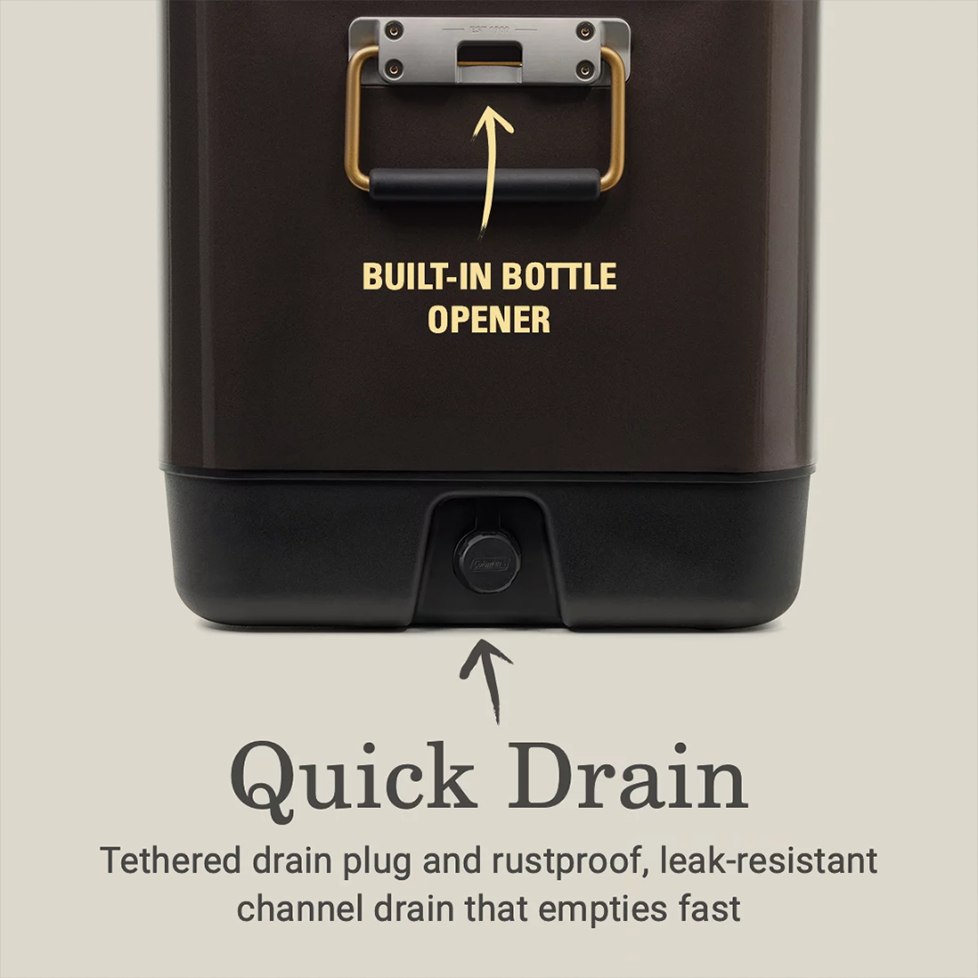 BUILT-IN BOTTLE
OPENER
Quick Drain
Tethered drain plug and rustproof, leak-resistant
channel drain that empties fast